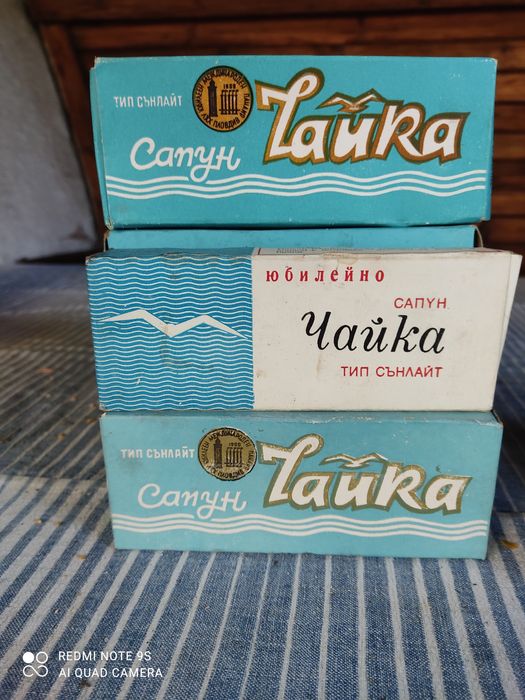 ТИП СЪНЛАЙТ
Сапун Чайка
юбилейно
САПУН
Чайка
ТИП СЪНЛАЙТ
ТИП СЪНЛАЙТ
Сапун Чайка
REDMI NOTE 9S
AI QUAD CAMERA